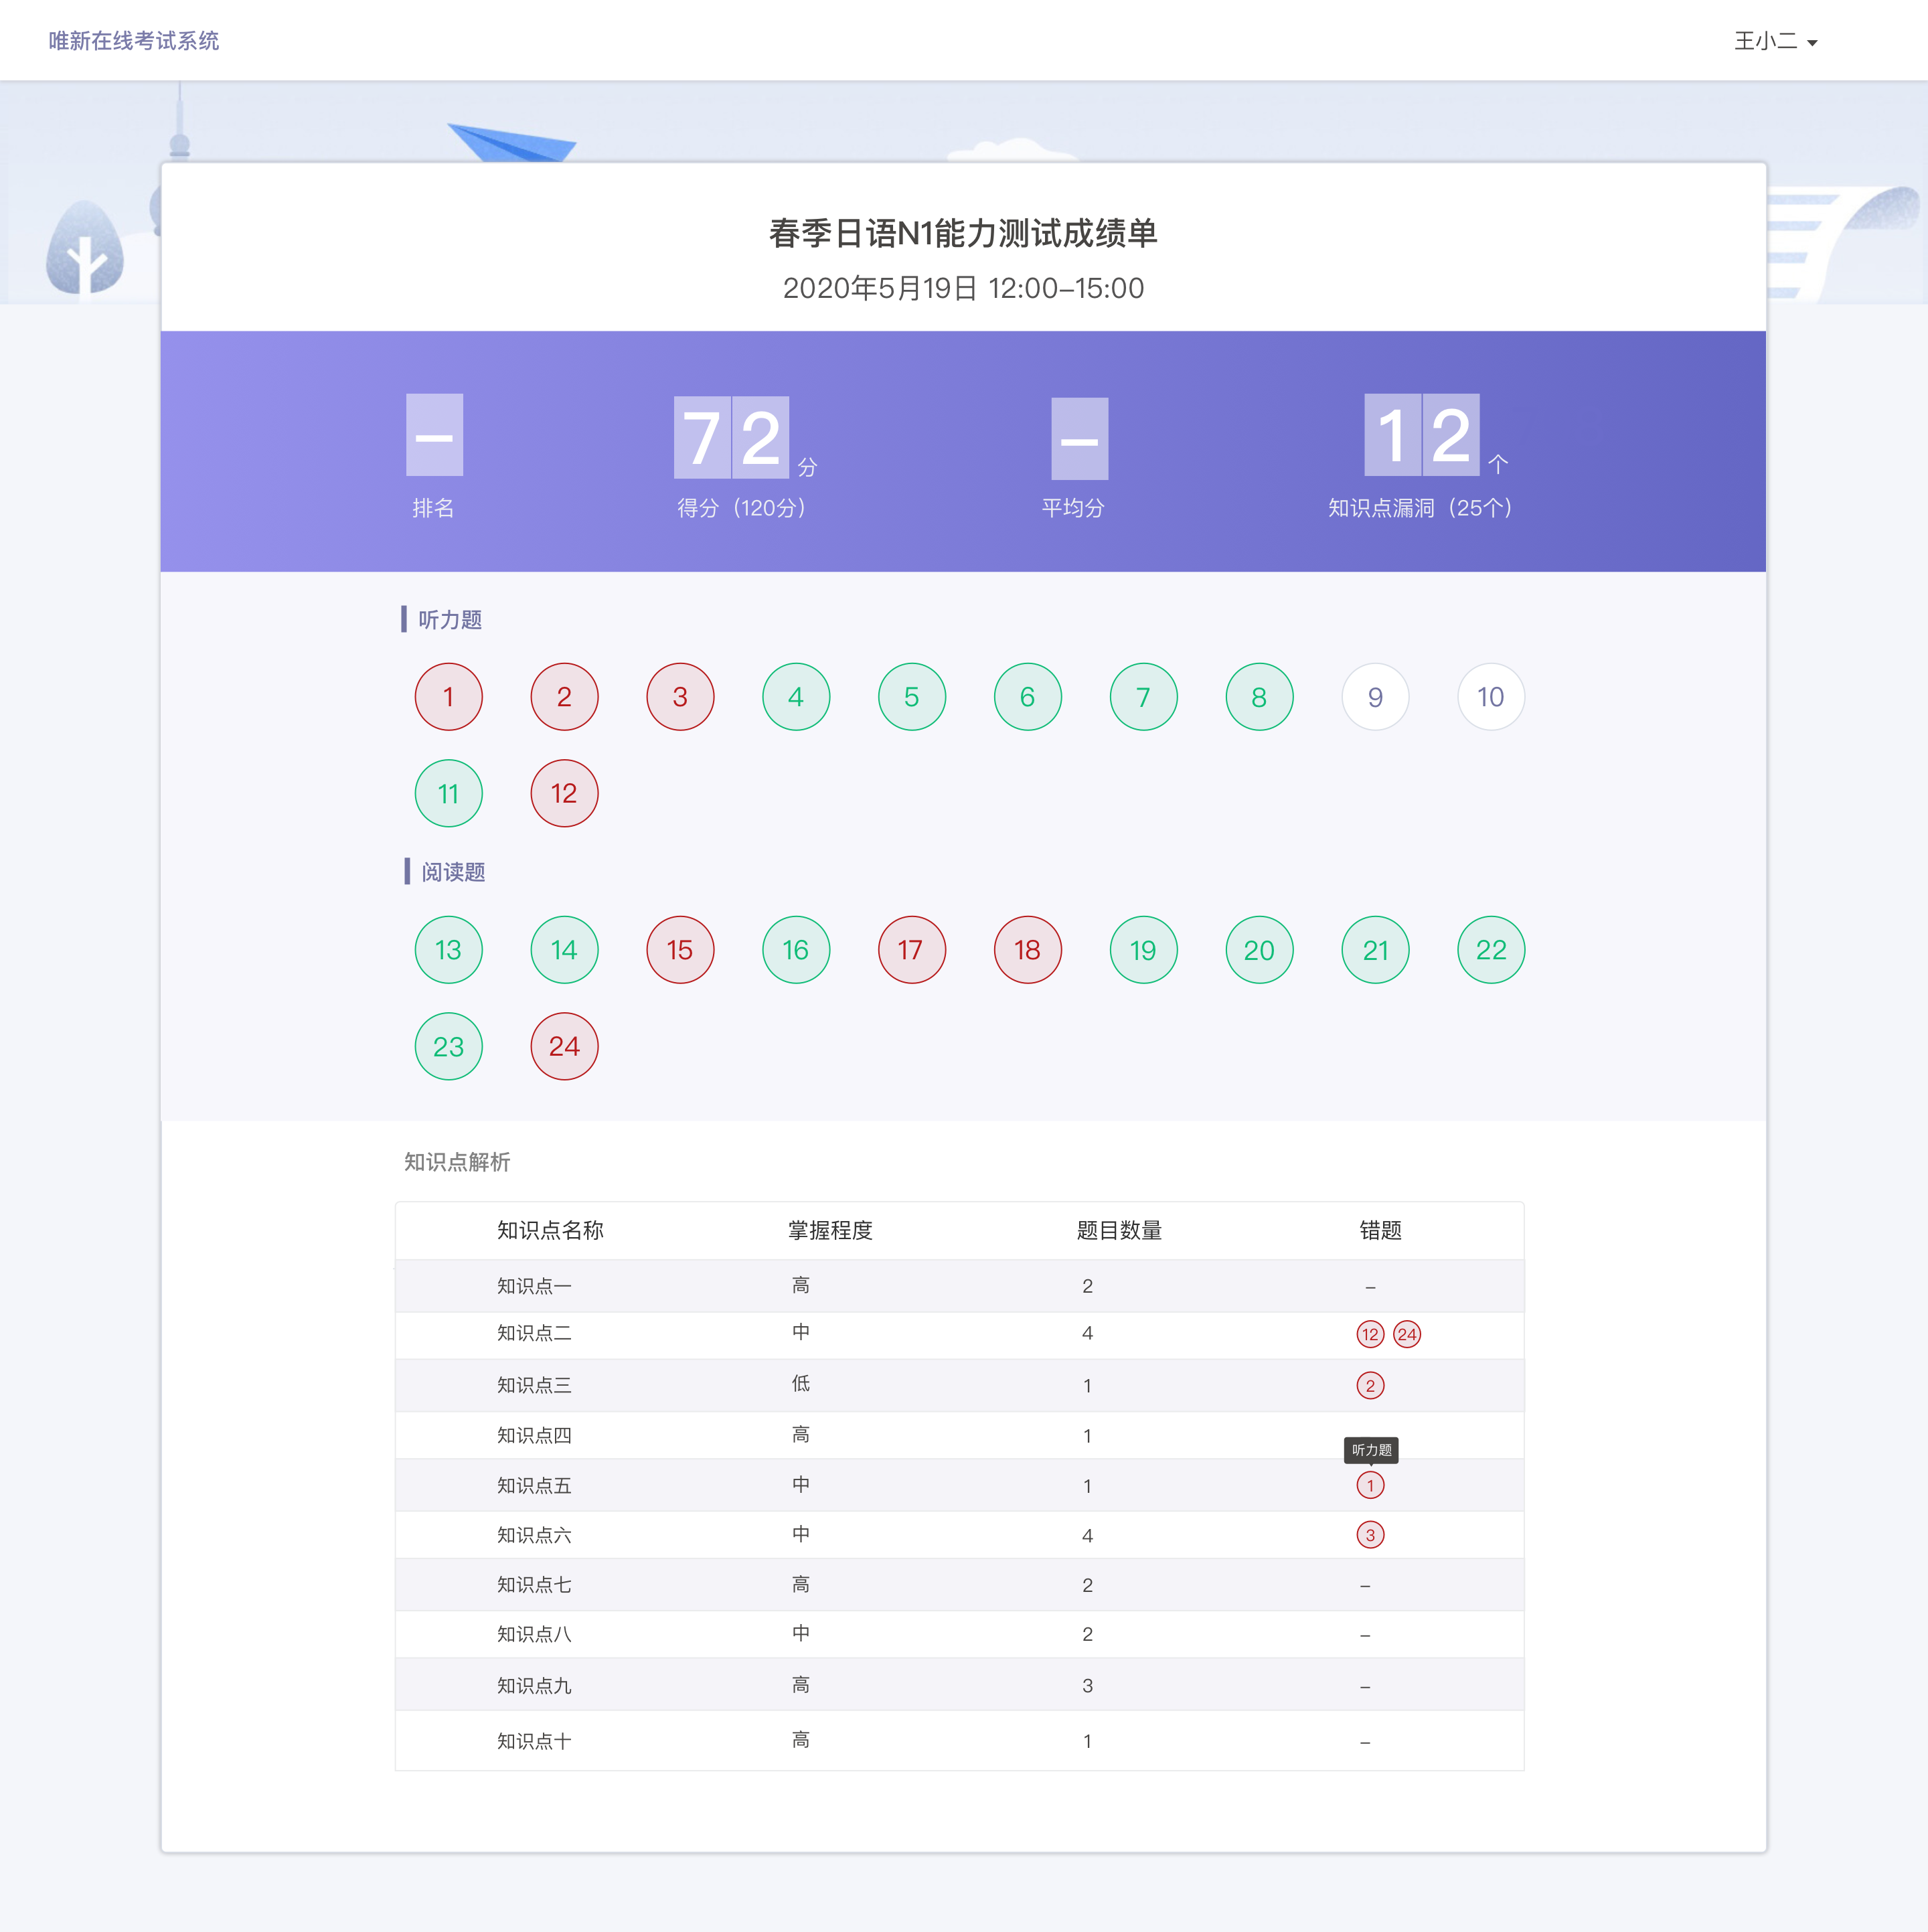 唯新在线考试系统 王小二
春季日语N1能力测试成绩单
2020年5月19日 12:00–15:00
– 72分 – 12个
排名 得分（120分） 平均分 知识点漏洞（25个）
听力题
1 2 3 4 5 6 7 8 9 10
11 12
阅读题
13 14 15 16 17 18 19 20 21 22
23 24
知识点解析
知识点名称 掌握程度 题目数量 错题
知识点一 高 2 –
知识点二 中 4 12 24
知识点三 低 1 2
知识点四 高 1
听力题
知识点五 中 1 1
知识点六 中 4 3
知识点七 高 2 –
知识点八 中 2 –
知识点九 高 3 –
知识点十 高 1 –